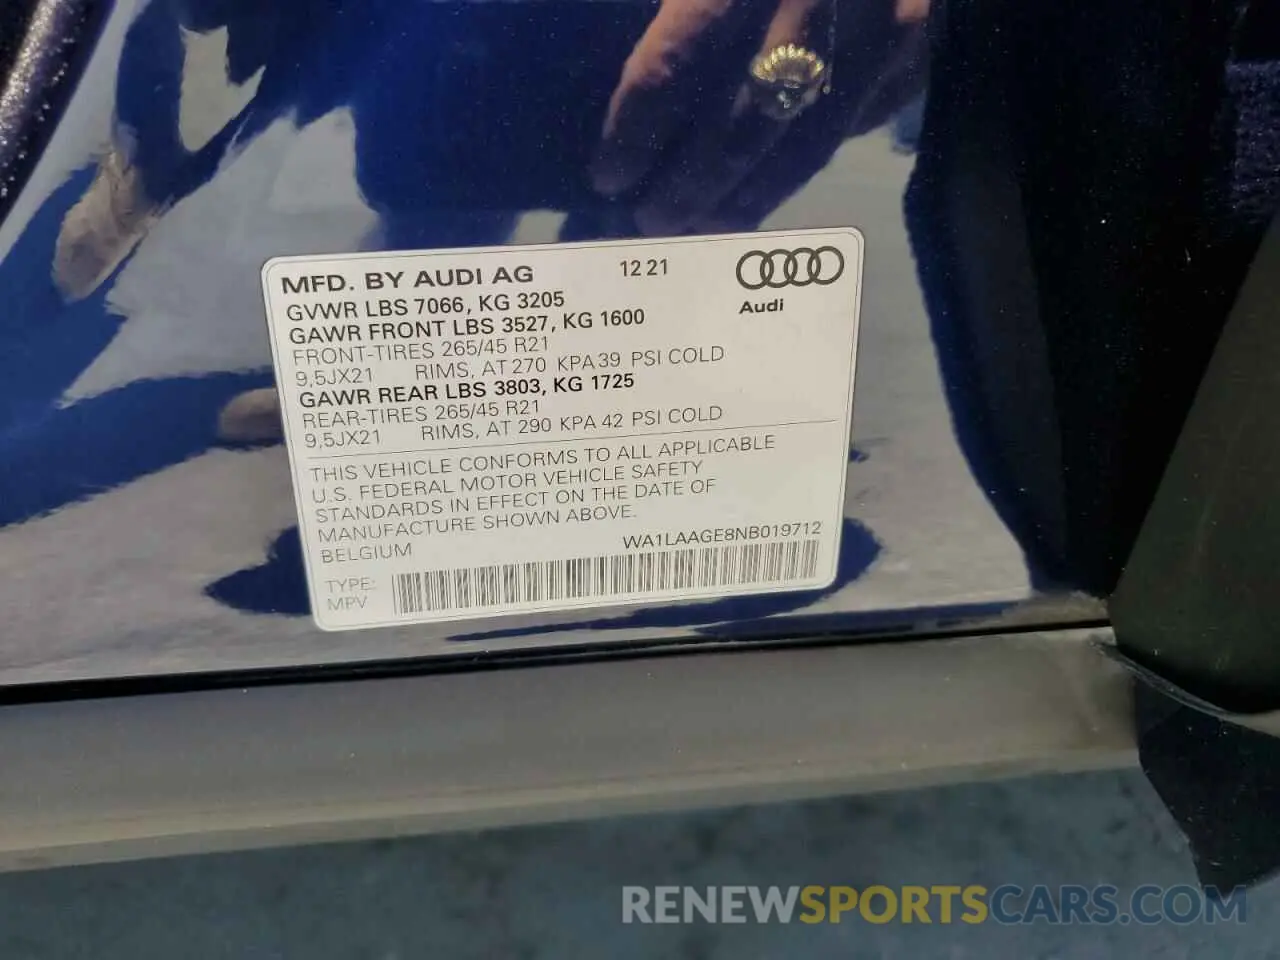 MFD. BY AUDI AG 12 21
Audi
GVWR LBS 7066, KG 3205
GAWR FRONT LBS 3527, KG 1600
FRONT-TIRES 265/45 R21
9,5JX21 RIMS, AT 270 KPA 39 PSI COLD
GAWR REAR LBS 3803, KG 1725
REAR-TIRES 265/45 R21
9,5JX21 RIMS, AT 290 KPA 42 PSI COLD
THIS VEHICLE CONFORMS TO ALL APPLICABLE
U.S. FEDERAL MOTOR VEHICLE SAFETY
STANDARDS IN EFFECT ON THE DATE OF
MANUFACTURE SHOWN ABOVE.
BELGIUM WA1LAAGE8NB019712
TYPE:
MPV
RENEWSPORTSCARS.COM